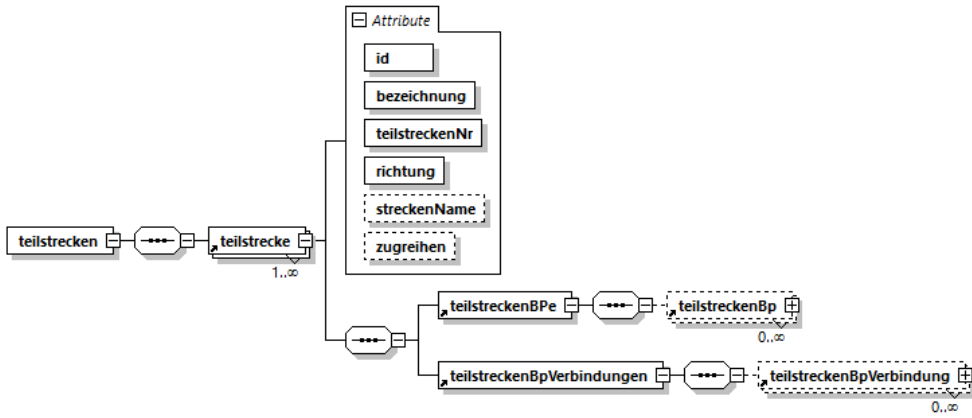 Attribute
id
bezeichnung
teilstreckenNr
richtung
streckenName
zugreihen
teilstrecken
teilstrecke
1..∞
teilstreckenBPe
teilstreckenBp
0..∞
teilstreckenBpVerbindungen
teilstreckenBpVerbindung
0..∞